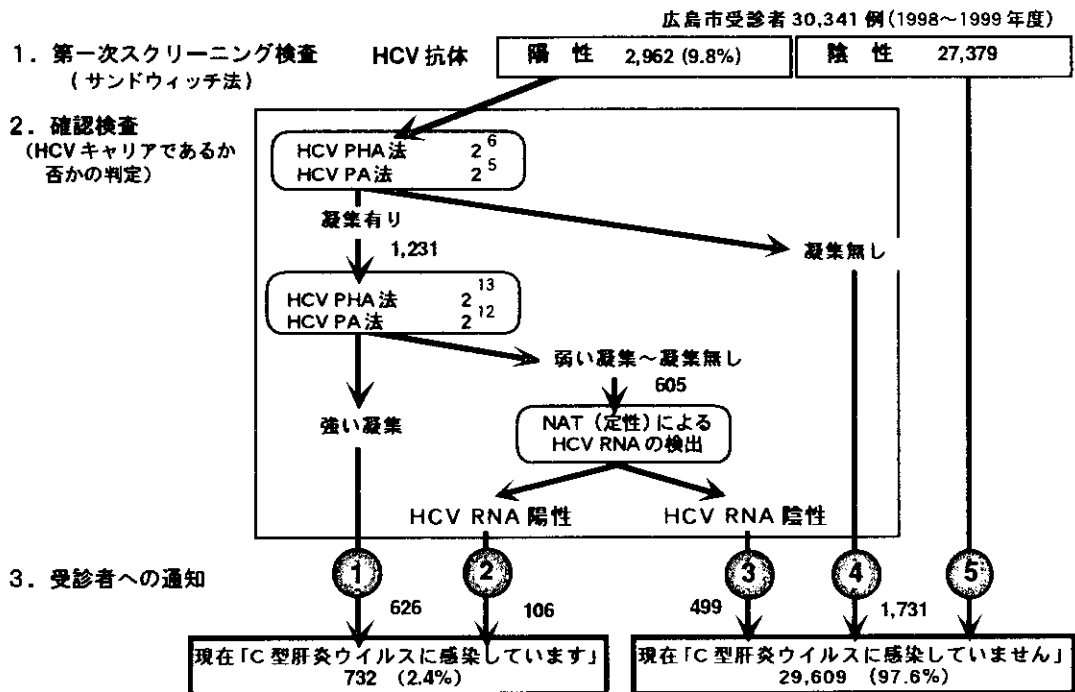 広島市受診者 30,341 例(1998～1999 年度)
1. 第一次スクリーニング検査
(サンドウィッチ法)
HCV 抗体
陽 性 2,962 (9.8%)
陰 性 27,379
2. 確認検査
(HCV キャリアであるか
否かの判定)
HCV PHA 法 2^6
HCV PA 法 2^5
凝集有り
1,231
凝集無し
HCV PHA 法 2^13
HCV PA 法 2^12
弱い凝集～凝集無し
605
強い凝集
NAT (定性) による
HCV RNA の検出
HCV RNA 陽性
HCV RNA 陰性
3. 受診者への通知
1
2
3
4
5
626
106
499
1,731
現在「C 型肝炎ウイルスに感染しています」
732 (2.4%)
現在「C 型肝炎ウイルスに感染していません」
29,609 (97.6%)